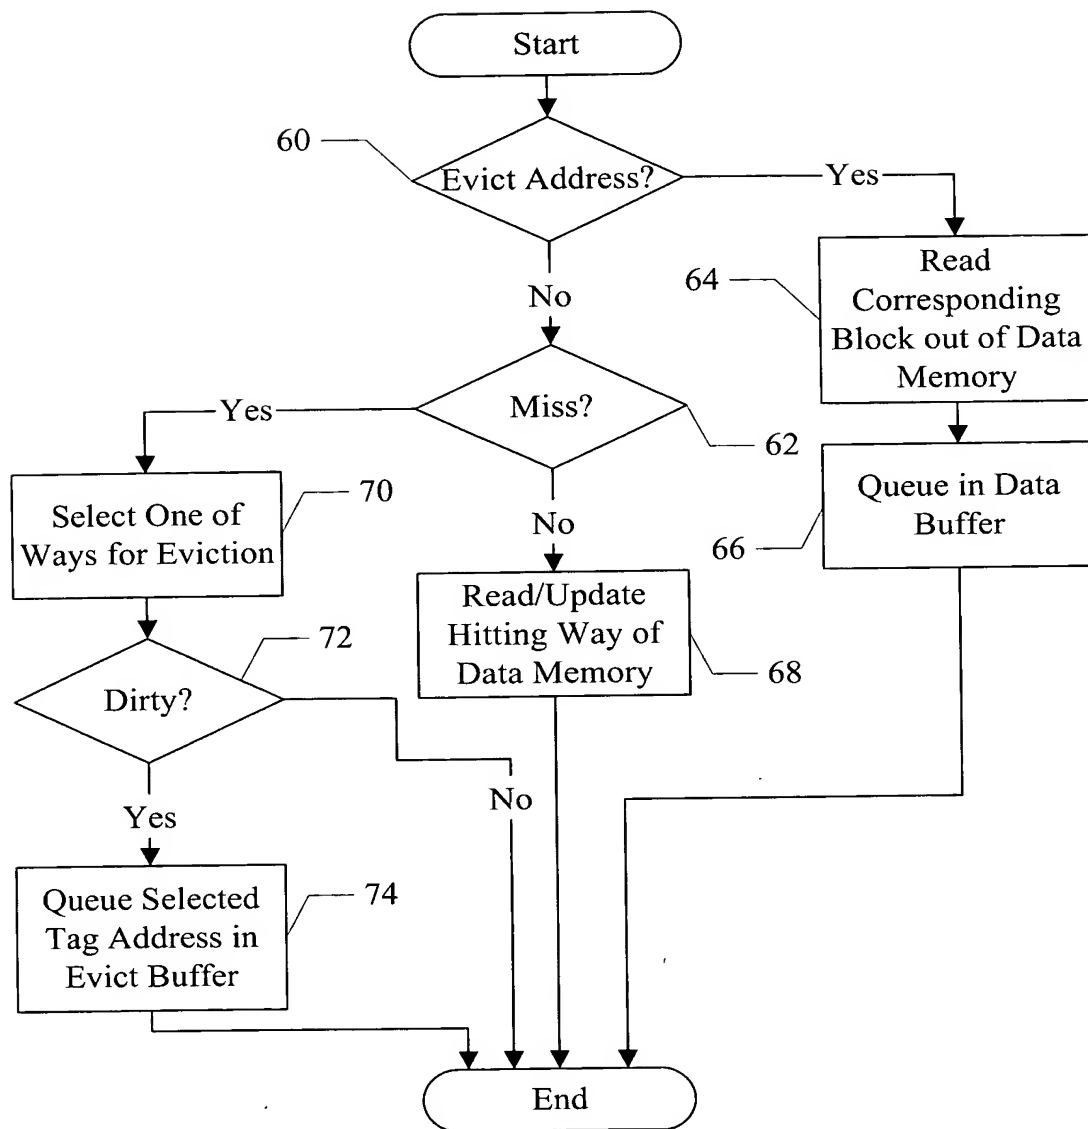 Start
60
Evict Address?
Yes
No
64
Read
Corresponding
Block out of Data
Memory
Yes
Miss?
62
70
Select One of
Ways for Eviction
No
66
Queue in Data
Buffer
Read/Update
Hitting Way of
Data Memory
68
72
Dirty?
No
Yes
Queue Selected
Tag Address in
Evict Buffer
74
End